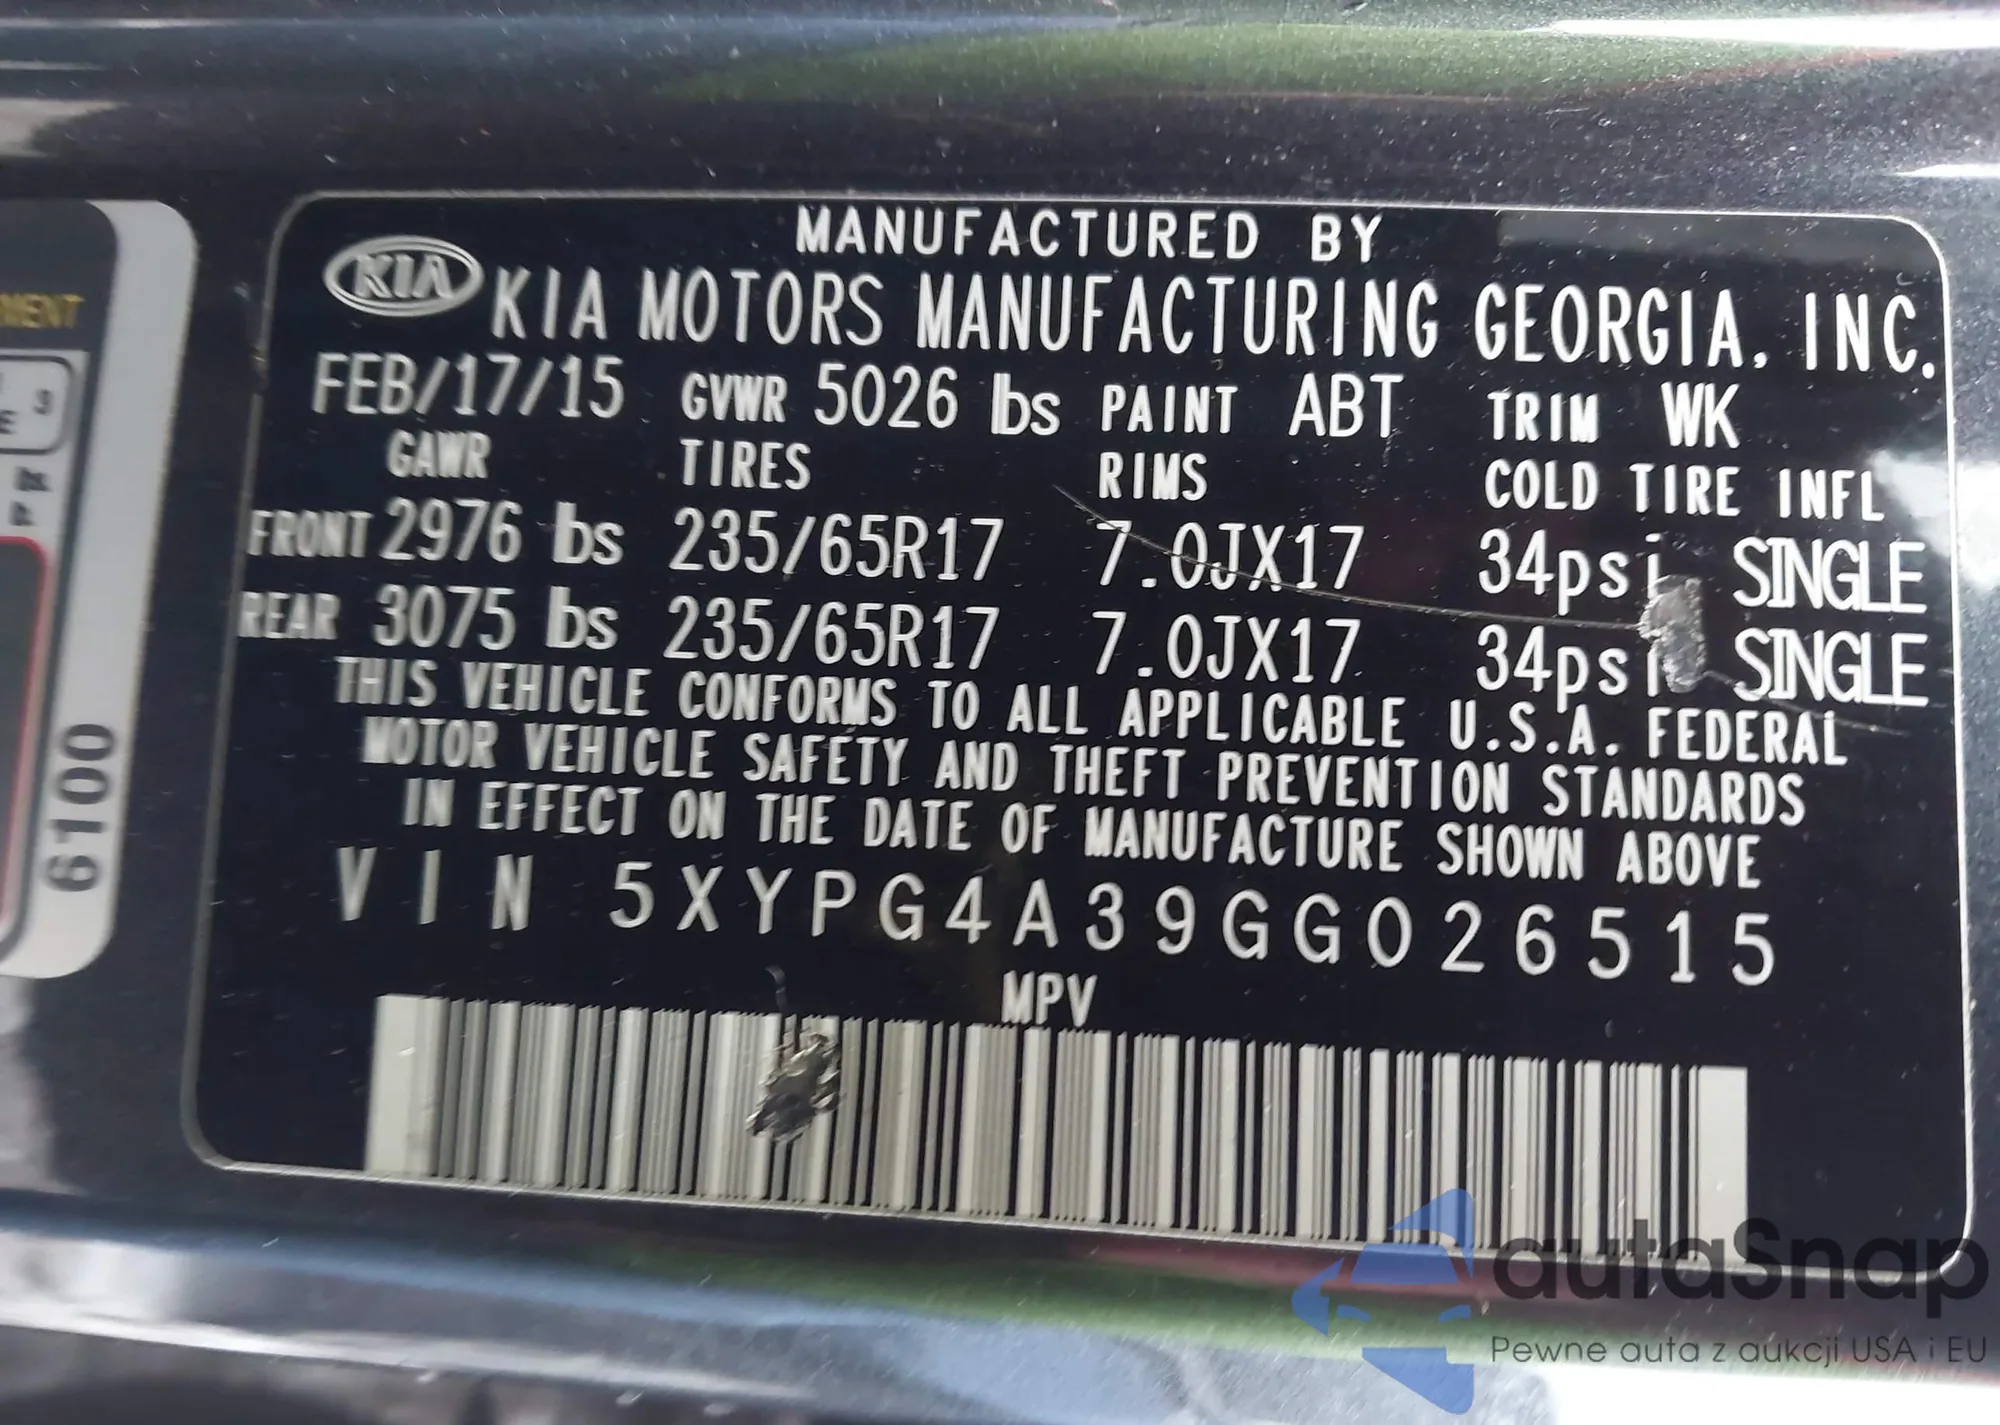 MANUFACTURED BY
KIA KIA MOTORS MANUFACTURING GEORGIA, INC.
FEB/17/15 GVWR 5026 lbs PAINT ABT TRIM WK
GAWR TIRES RIMS COLD TIRE INFL
FRONT 2976 lbs 235/65R17 7.0JX17 34psi SINGLE
REAR 3075 lbs 235/65R17 7.0JX17 34psi SINGLE
THIS VEHICLE CONFORMS TO ALL APPLICABLE U.S.A. FEDERAL
MOTOR VEHICLE SAFETY AND THEFT PREVENTION STANDARDS
IN EFFECT ON THE DATE OF MANUFACTURE SHOWN ABOVE
VIN 5XYPG4A39GG026515
MPV
6100
autaSnap
Pewne auta z aukcji USA i EU